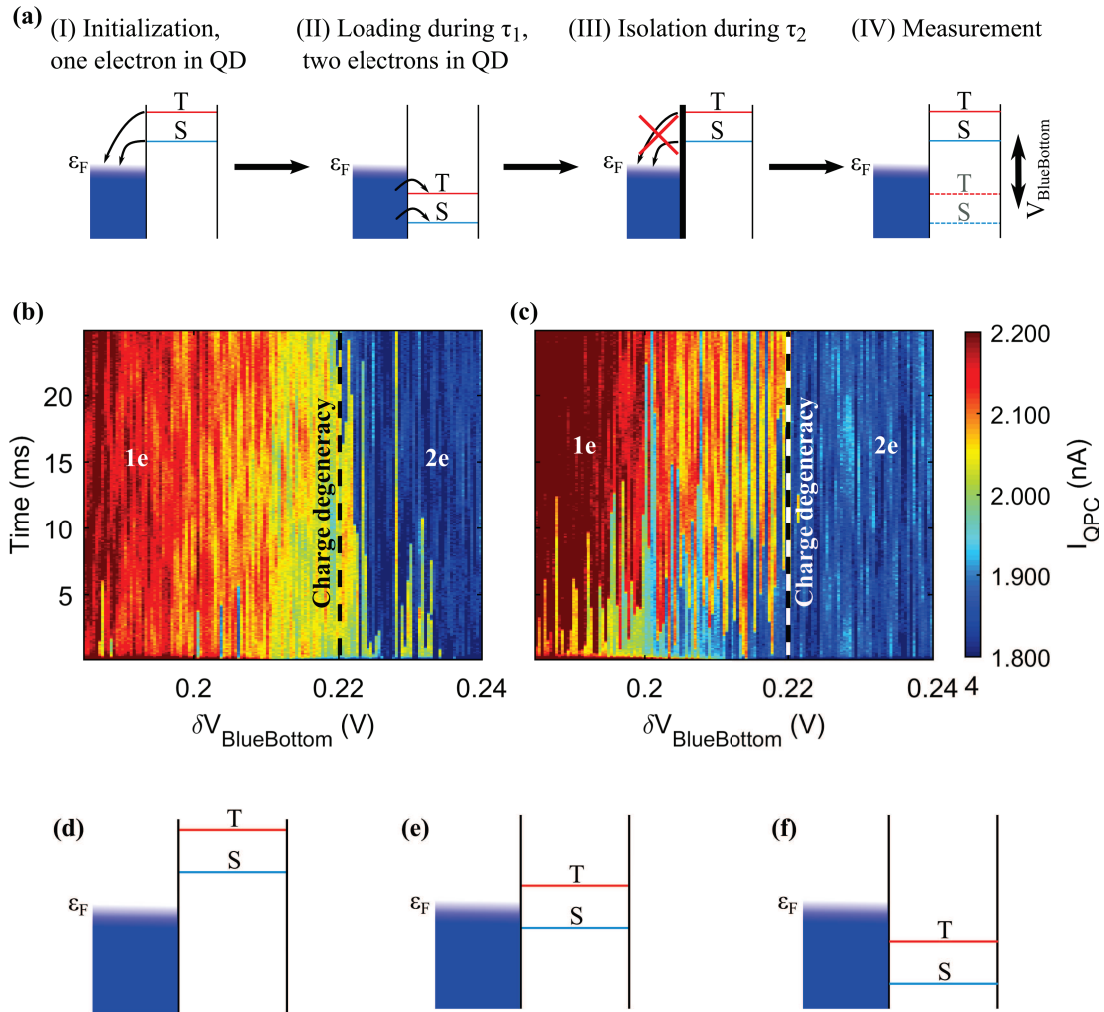 (a)
(I) Initialization,
one electron in QD
(II) Loading during τ1,
two electrons in QD
(III) Isolation during τ2
(IV) Measurement
T
S
εF
εF
T
S
T
S
εF
T
S
εF
T
S
VBlueBottom
(b)
1e
Charge degeneracy
2e
Time (ms)
20
15
10
5
0.2
0.22
0.24
δVBlueBottom (V)
(c)
1e
Charge degeneracy
2e
0.2
0.22
0.24 4
δVBlueBottom (V)
2.200
2.100
2.000
1.900
1.800
IQPC (nA)
(d)
T
S
εF
(e)
T
S
εF
(f)
T
S
εF